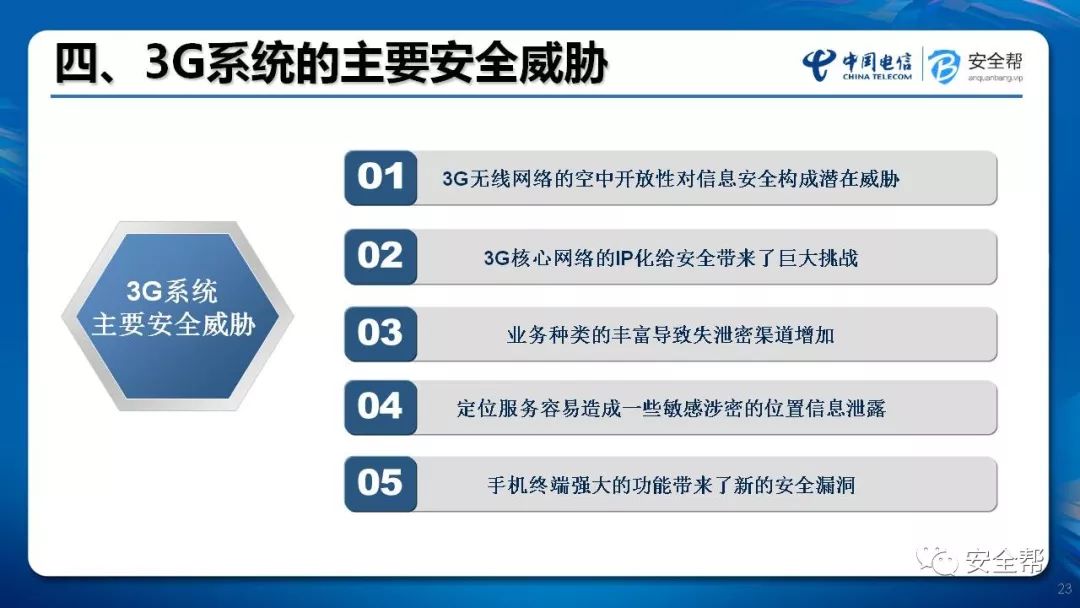 四、3G系统的主要安全威胁
中国电信
CHINA TELECOM
安全帮
anquanbang.vip
3G系统
主要安全威胁
01 3G无线网络的空中开放性对信息安全构成潜在威胁
02 3G核心网络的IP化给安全带来了巨大挑战
03 业务种类的丰富导致失泄密渠道增加
04 定位服务容易造成一些敏感涉密的位置信息泄露
05 手机终端强大的功能带来了新的安全漏洞
安全帮
23